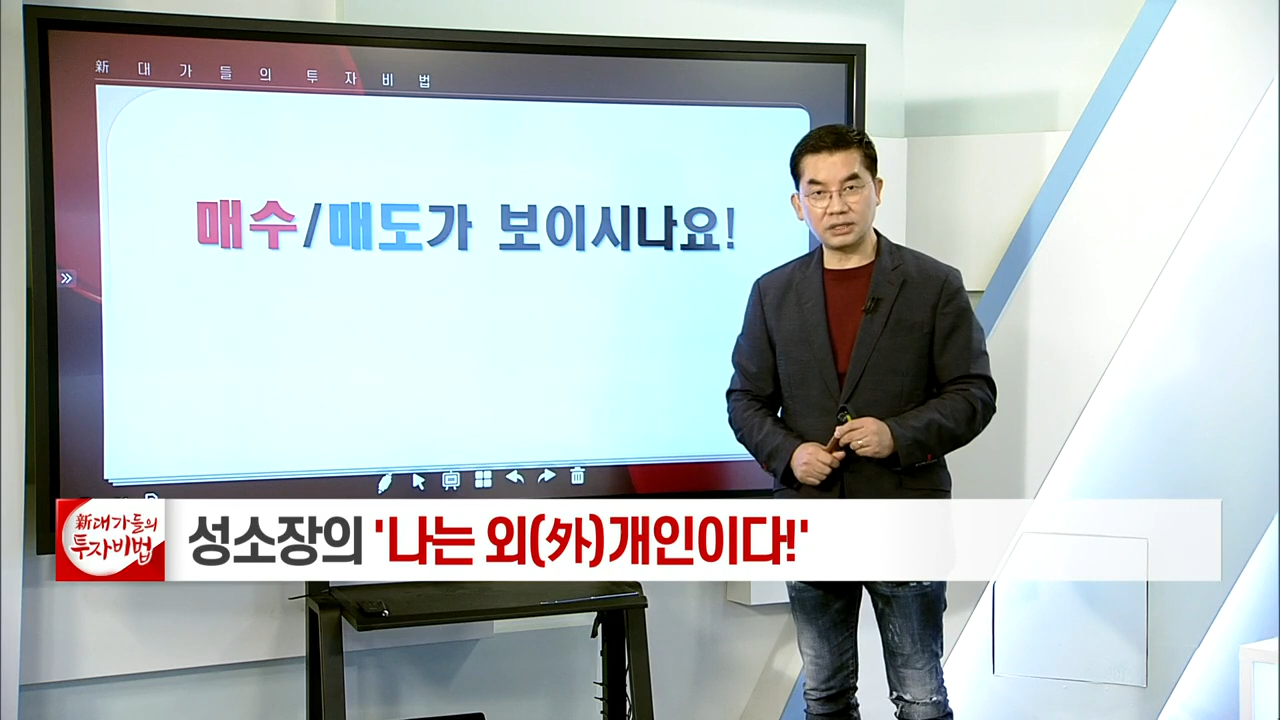 新대가들의투자비법
매수/매도가 보이시나요!
新대가들의
투자비법
성소장의 '나는 외(外)개인이다!'